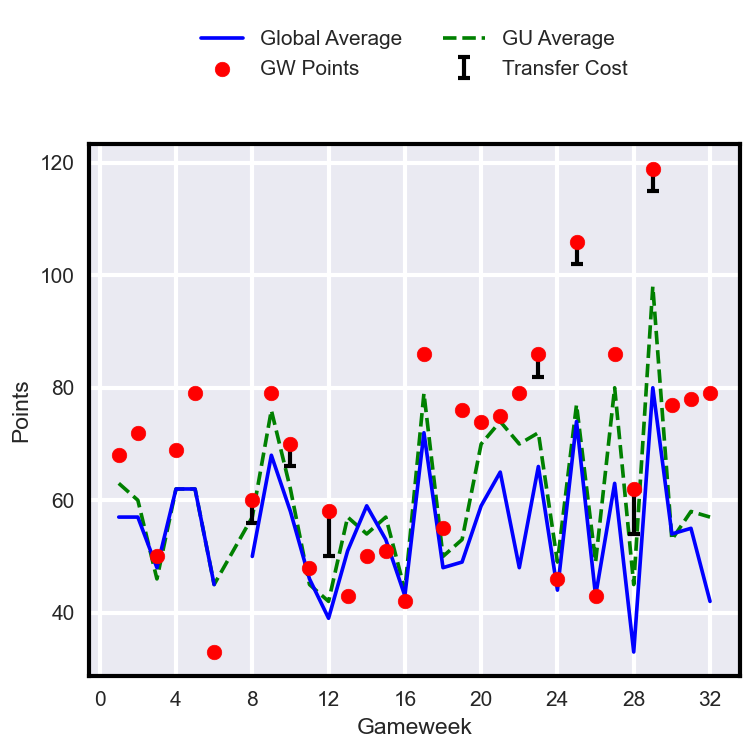 Global Average GU Average
GW Points Transfer Cost
120
100
80
60
40
Points
0 4 8 12 16 20 24 28 32
Gameweek